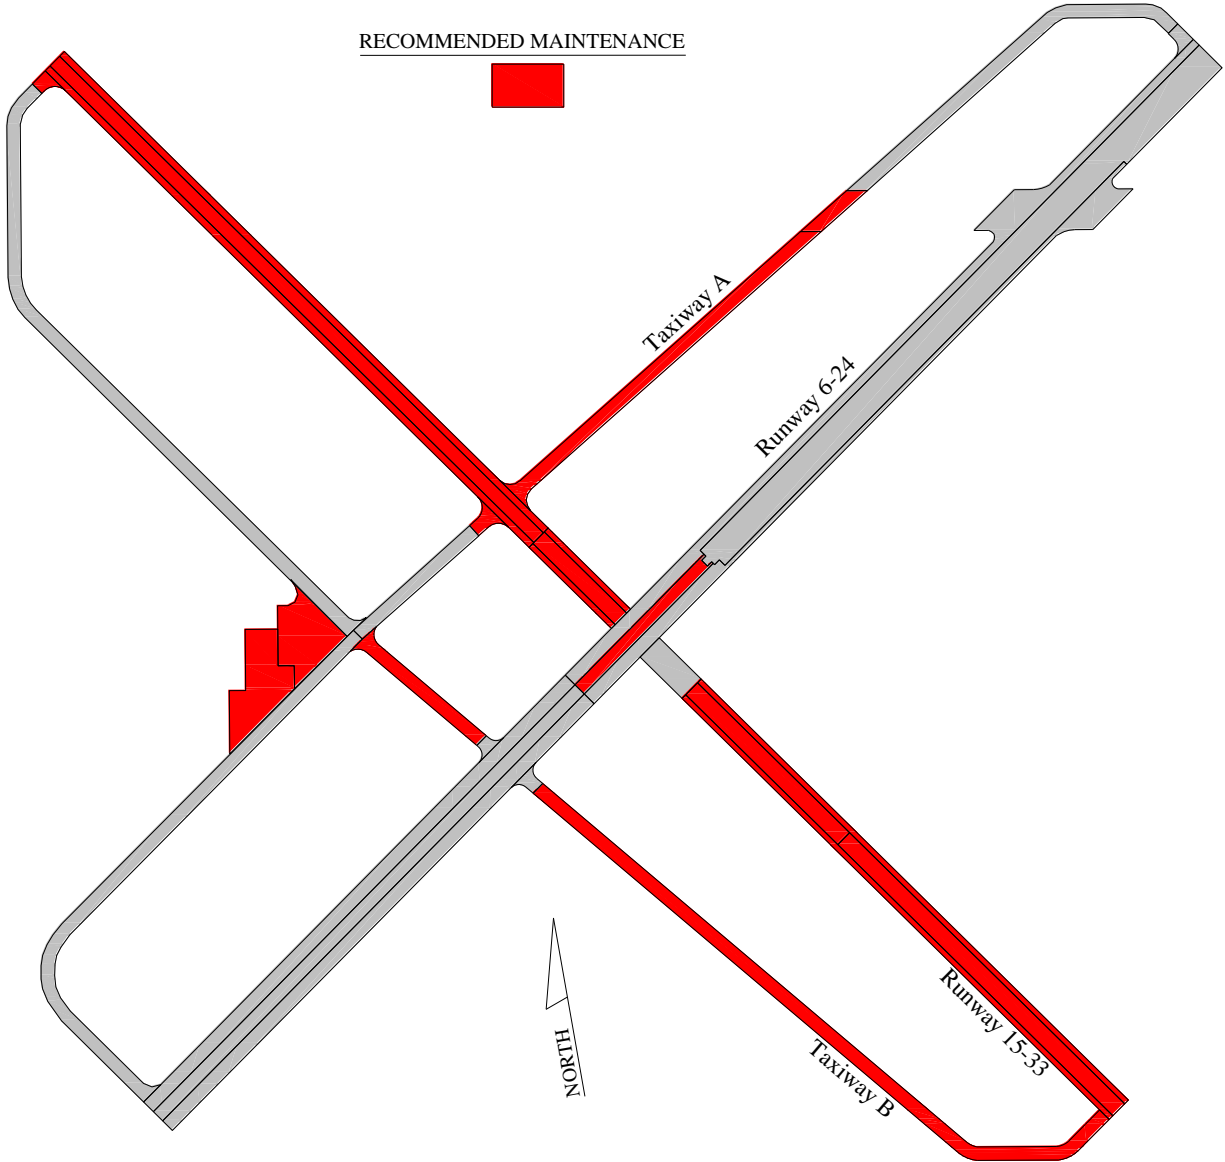 RECOMMENDED MAINTENANCE
Taxiway A
Runway 6-24
Runway 15-33
NORTH
Taxiway B